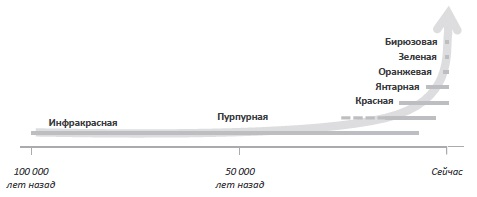 Бирюзовая
Зеленая
Оранжевая
Янтарная
Красная
Пурпурная
Инфракрасная
100 000
лет назад
50 000
лет назад
Сейчас